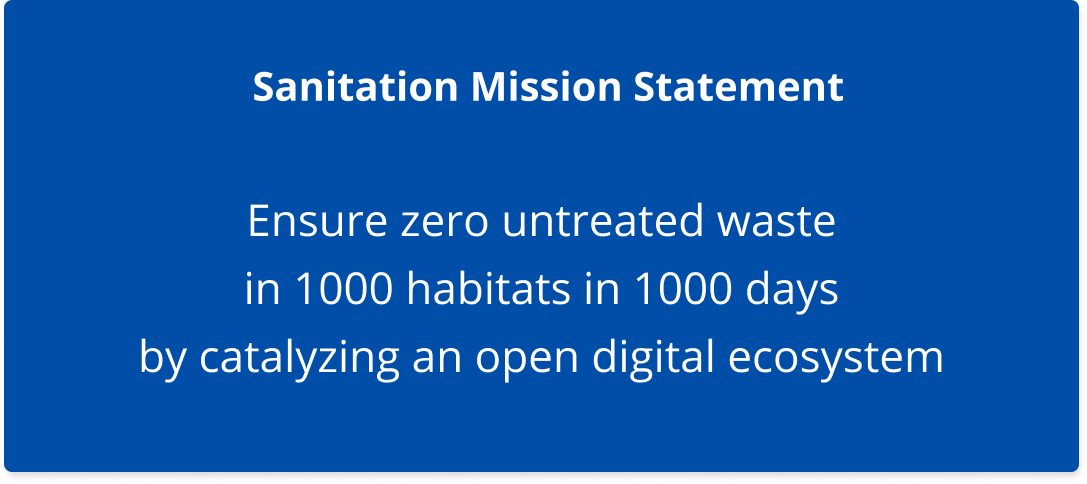 Sanitation Mission Statement
Ensure zero untreated waste
in 1000 habitats in 1000 days
by catalyzing an open digital ecosystem